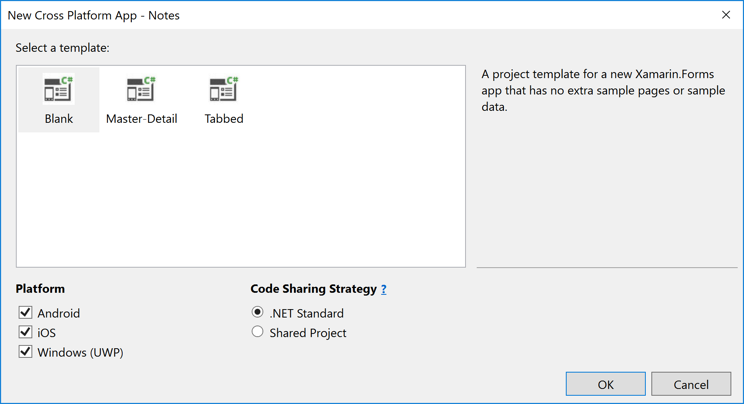 New Cross Platform App - Notes
Select a template:
C#
C#
C#
Blank
Master-Detail
Tabbed
A project template for a new Xamarin.Forms
app that has no extra sample pages or sample
data.
Platform
Android
iOS
Windows (UWP)
Code Sharing Strategy ?
.NET Standard
Shared Project
OK
Cancel